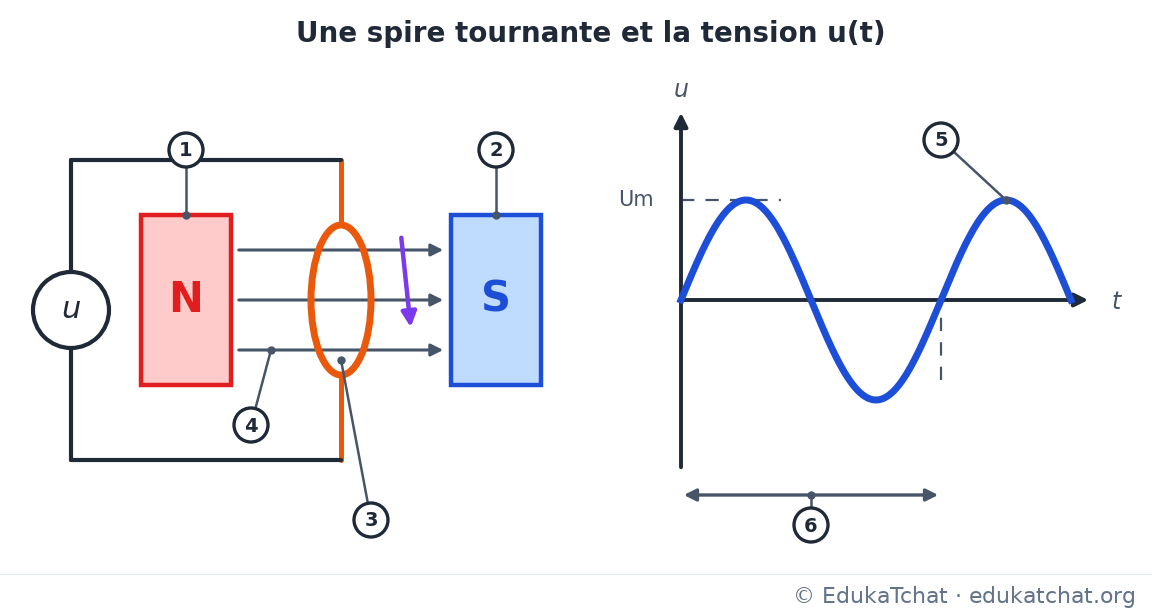 Une spire tournante et la tension u(t)
u
1
2
5
Um
N
S
u
t
4
3
6
© EdukaTchat · edukatchat.org